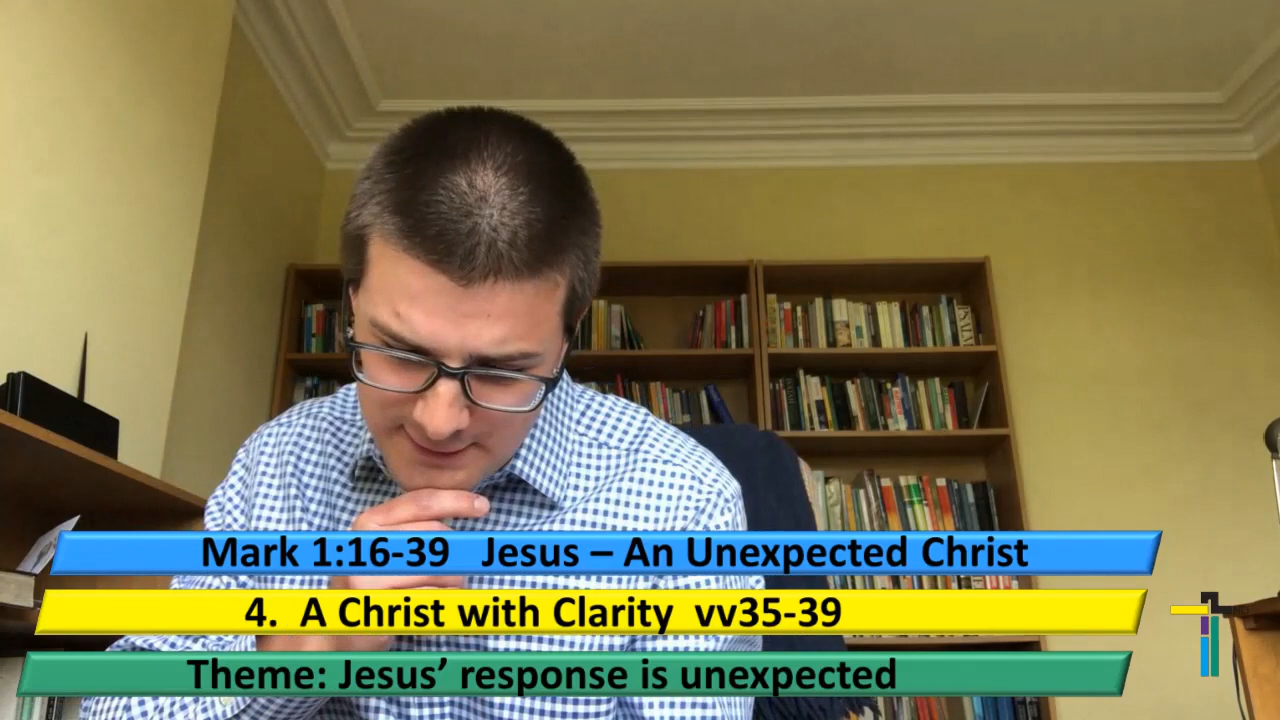 PSALMS
Mark 1:16-39 Jesus – An Unexpected Christ
4. A Christ with Clarity vv35-39
Theme: Jesus’ response is unexpected